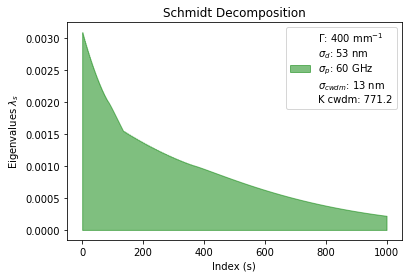 Schmidt Decomposition
Γ: 400 mm⁻¹
σ_d: 53 nm
σ_p: 60 GHz
σ_cwdm: 13 nm
K cwdm: 771.2
Eigenvalues λ_s
0.0030
0.0025
0.0020
0.0015
0.0010
0.0005
0.0000
0 200 400 600 800 1000
Index (s)